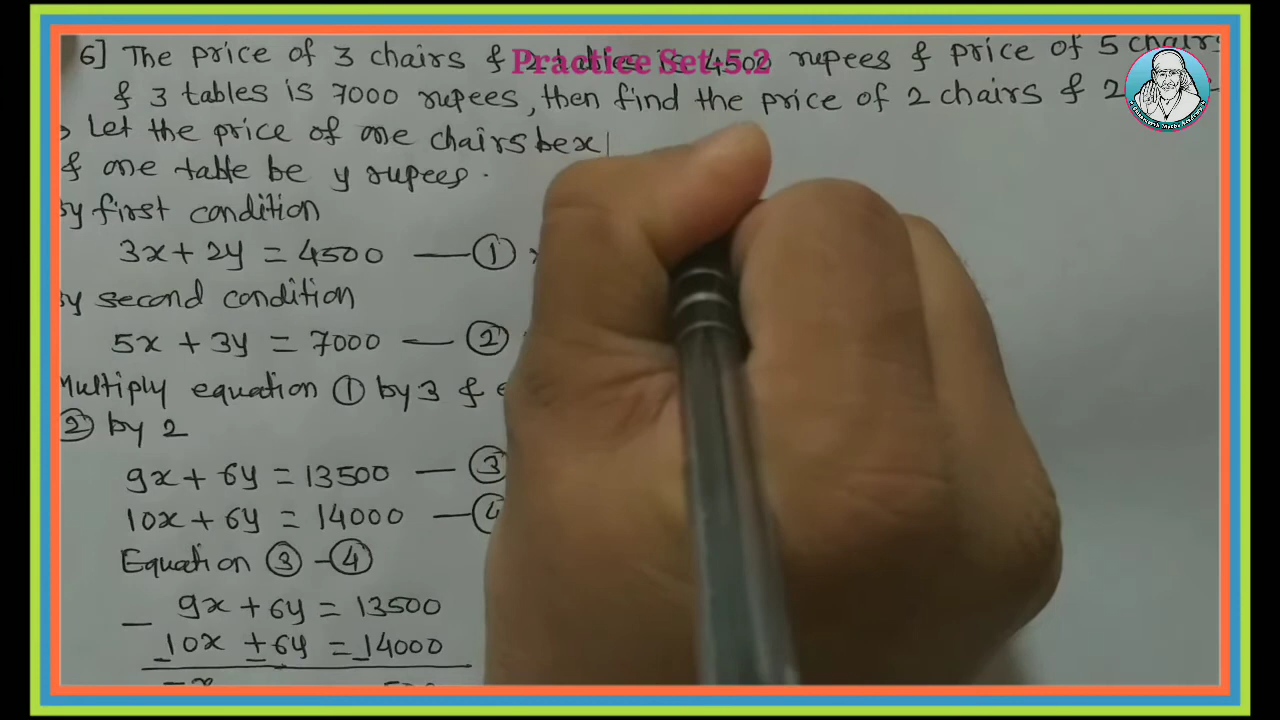 Practice Set-5.2
6] The price of 3 chairs & 2 tables is 4500 rupees & price of 5 chairs
& 3 tables is 7000 rupees, then find the price of 2 chairs & 2
Let the price of one chairs be x
& one table be y rupees.
By first condition
3x + 2y = 4500 — ①
By second condition
5x + 3y = 7000 — ②
Multiply equation ① by 3 &
② by 2
9x + 6y = 13500 — ③
10x + 6y = 14000 — ④
Equation ③ - ④
9x + 6y = 13500
- 10x + 6y = 14000
- - -
-x